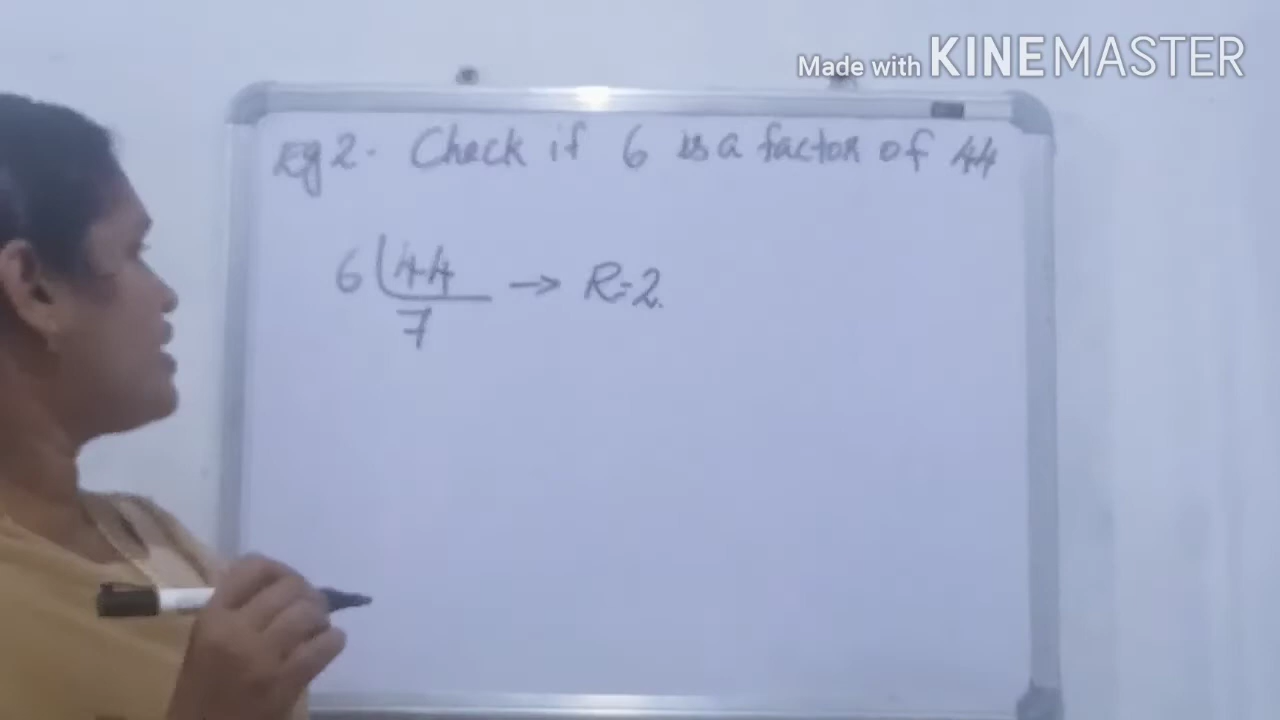 Made with KINEMASTER
Eg 2. Check if 6 is a factor of 44
6 44 → R=2.
7